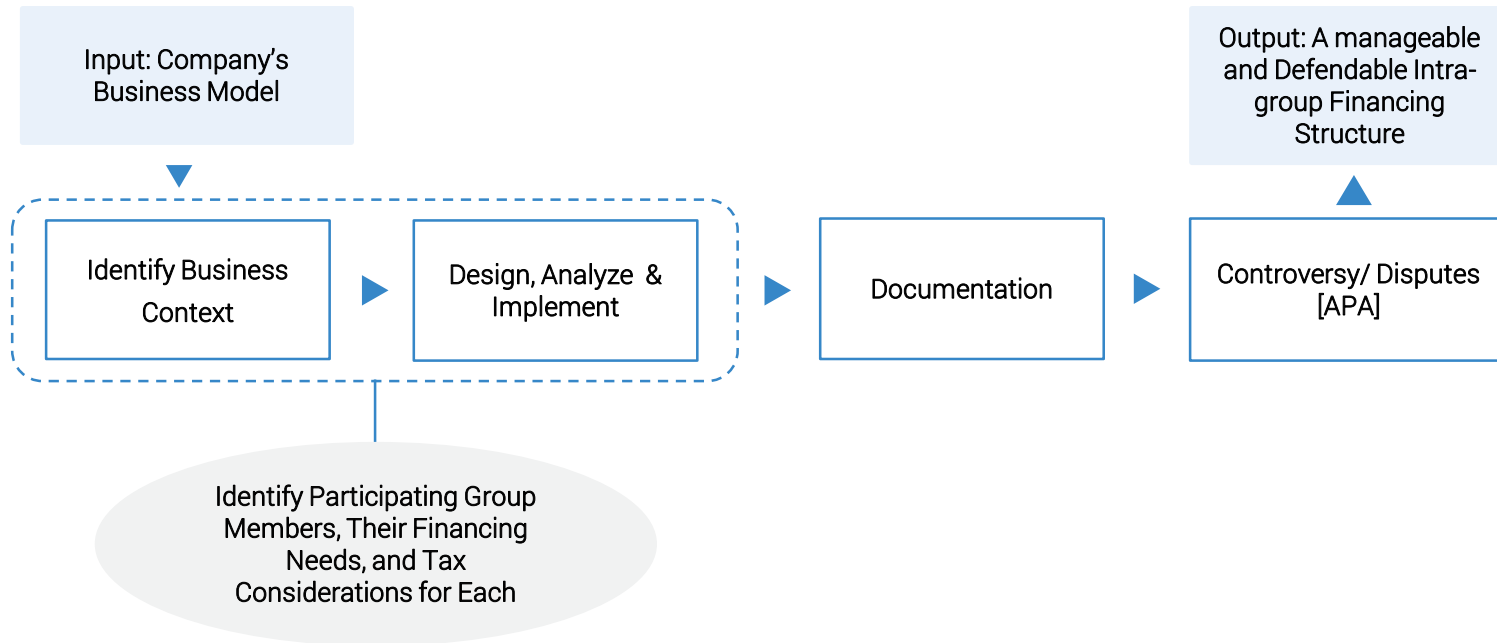 Input: Company’s
Business Model
Output: A manageable
and Defendable Intra-
group Financing
Structure
Identify Business
Context
Design, Analyze &
Implement
Documentation
Controversy/ Disputes
[APA]
Identify Participating Group
Members, Their Financing
Needs, and Tax
Considerations for Each